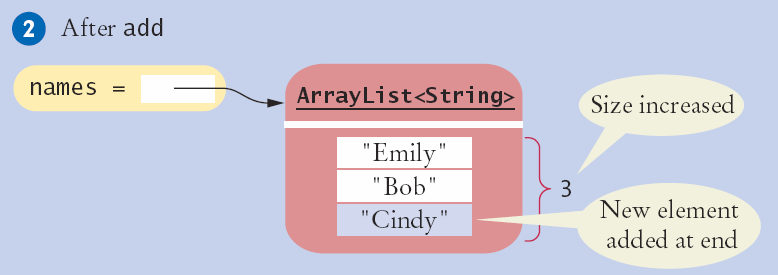 2 After add
names =
ArrayList<String>
"Emily"
"Bob"
"Cindy"
3
Size increased
New element
added at end